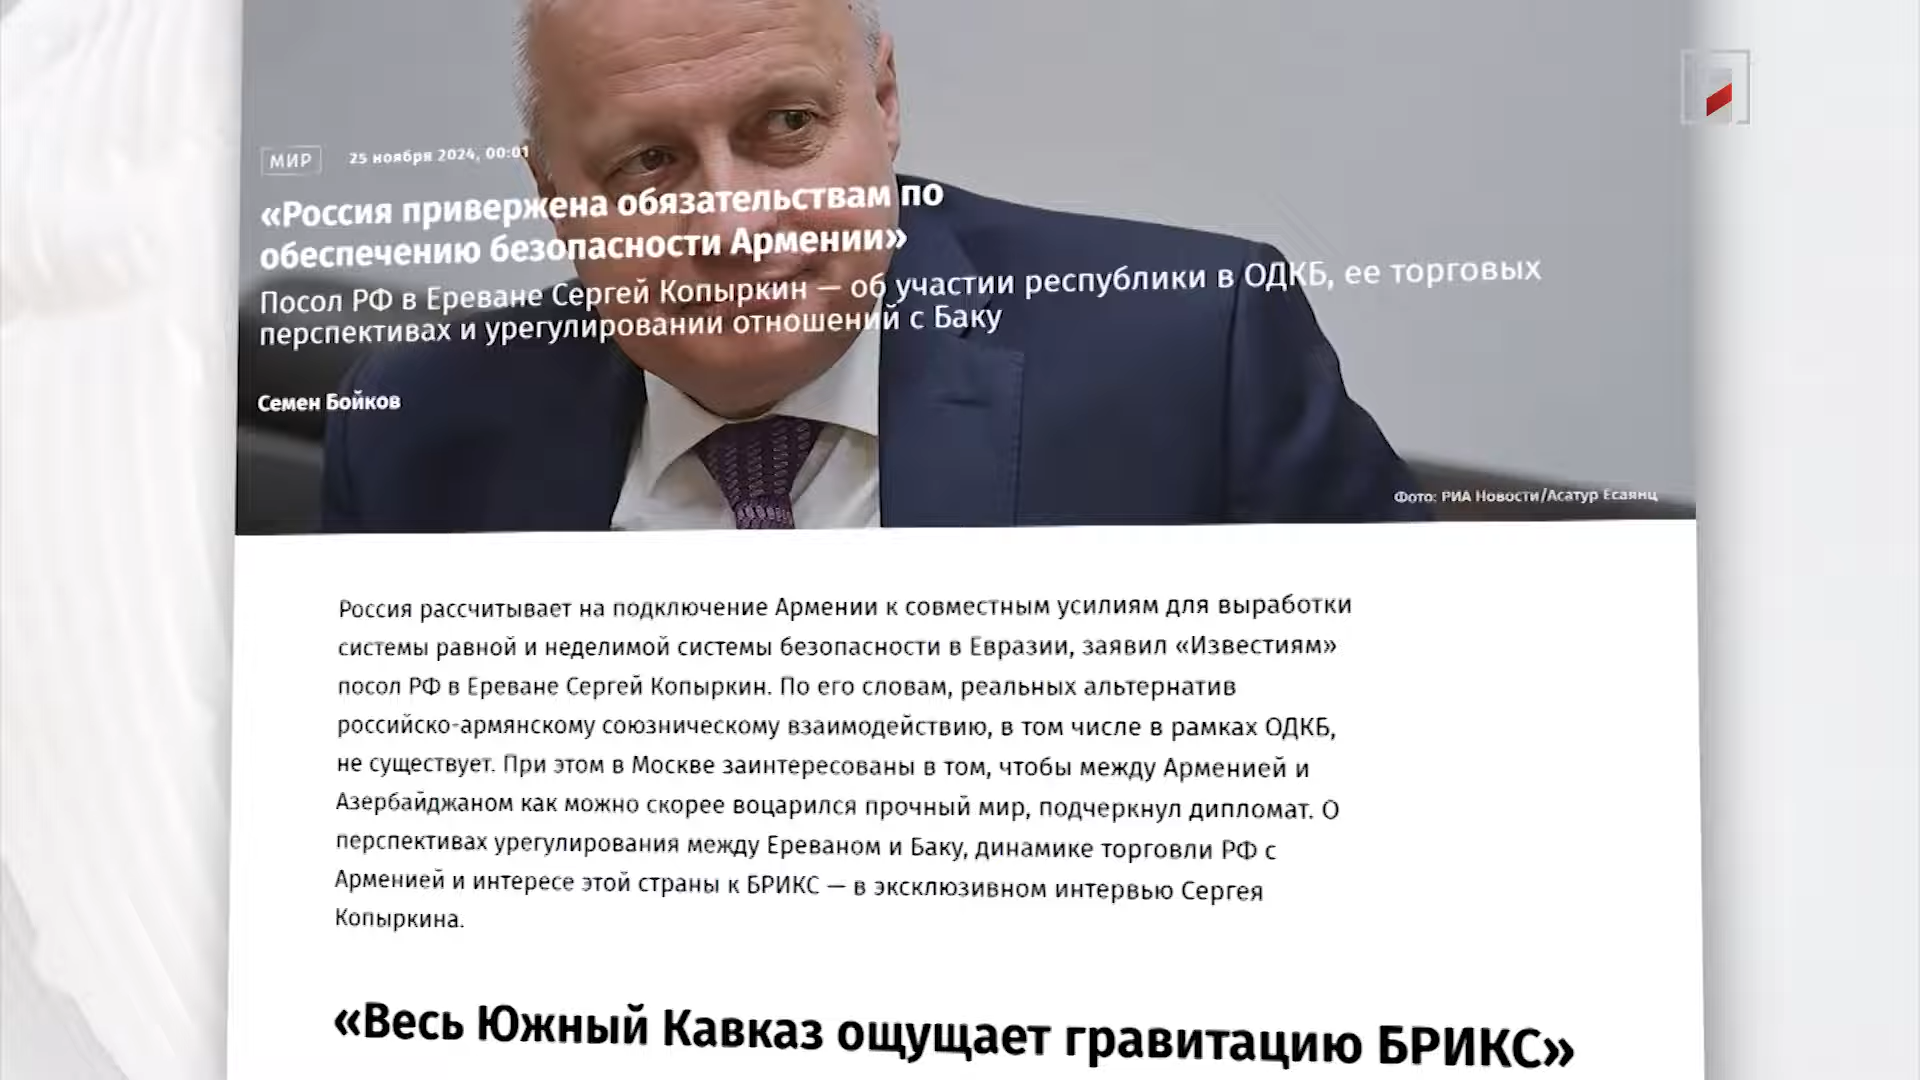 МИР 25 ноября 2024, 00:01
«Россия привержена обязательствам по
обеспечению безопасности Армении»
Посол РФ в Ереване Сергей Копыркин — об участии республики в ОДКБ, ее торговых
перспективах и урегулировании отношений с Баку
Семен Бойков
Фото: РИА Новости/Асатур Есаянц
Россия рассчитывает на подключение Армении к совместным усилиям для выработки
системы равной и неделимой системы безопасности в Евразии, заявил «Известиям»
посол РФ в Ереване Сергей Копыркин. По его словам, реальных альтернатив
российско-армянскому союзническому взаимодействию, в том числе в рамках ОДКБ,
не существует. При этом в Москве заинтересованы в том, чтобы между Арменией и
Азербайджаном как можно скорее воцарился прочный мир, подчеркнул дипломат. О
перспективах урегулирования между Ереваном и Баку, динамике торговли РФ с
Арменией и интересе этой страны к БРИКС — в эксклюзивном интервью Сергея
Копыркина.
«Весь Южный Кавказ ощущает гравитацию БРИКС»